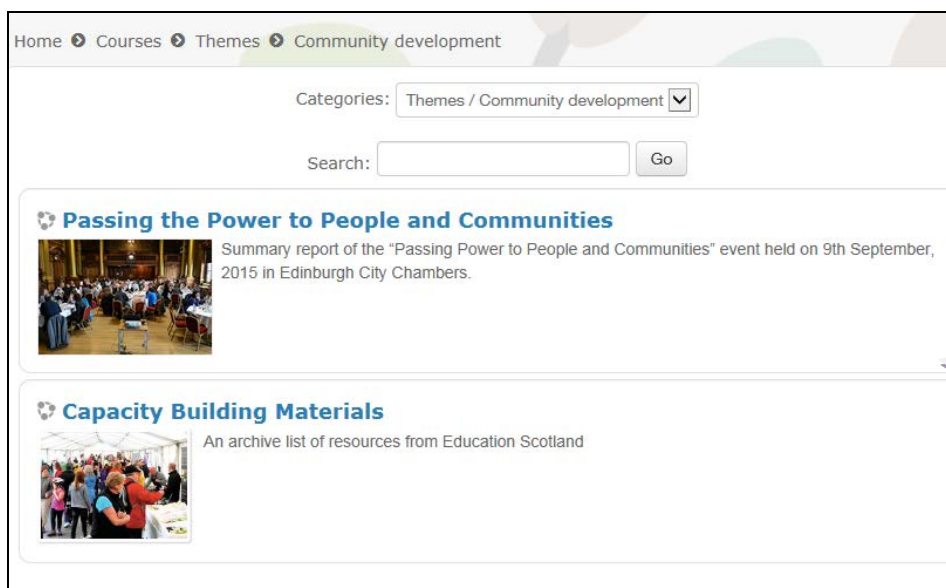 Home Courses Themes Community development
Categories: Themes / Community development
Search: Go
Passing the Power to People and Communities
Summary report of the “Passing Power to People and Communities” event held on 9th September,
2015 in Edinburgh City Chambers.
Capacity Building Materials
An archive list of resources from Education Scotland